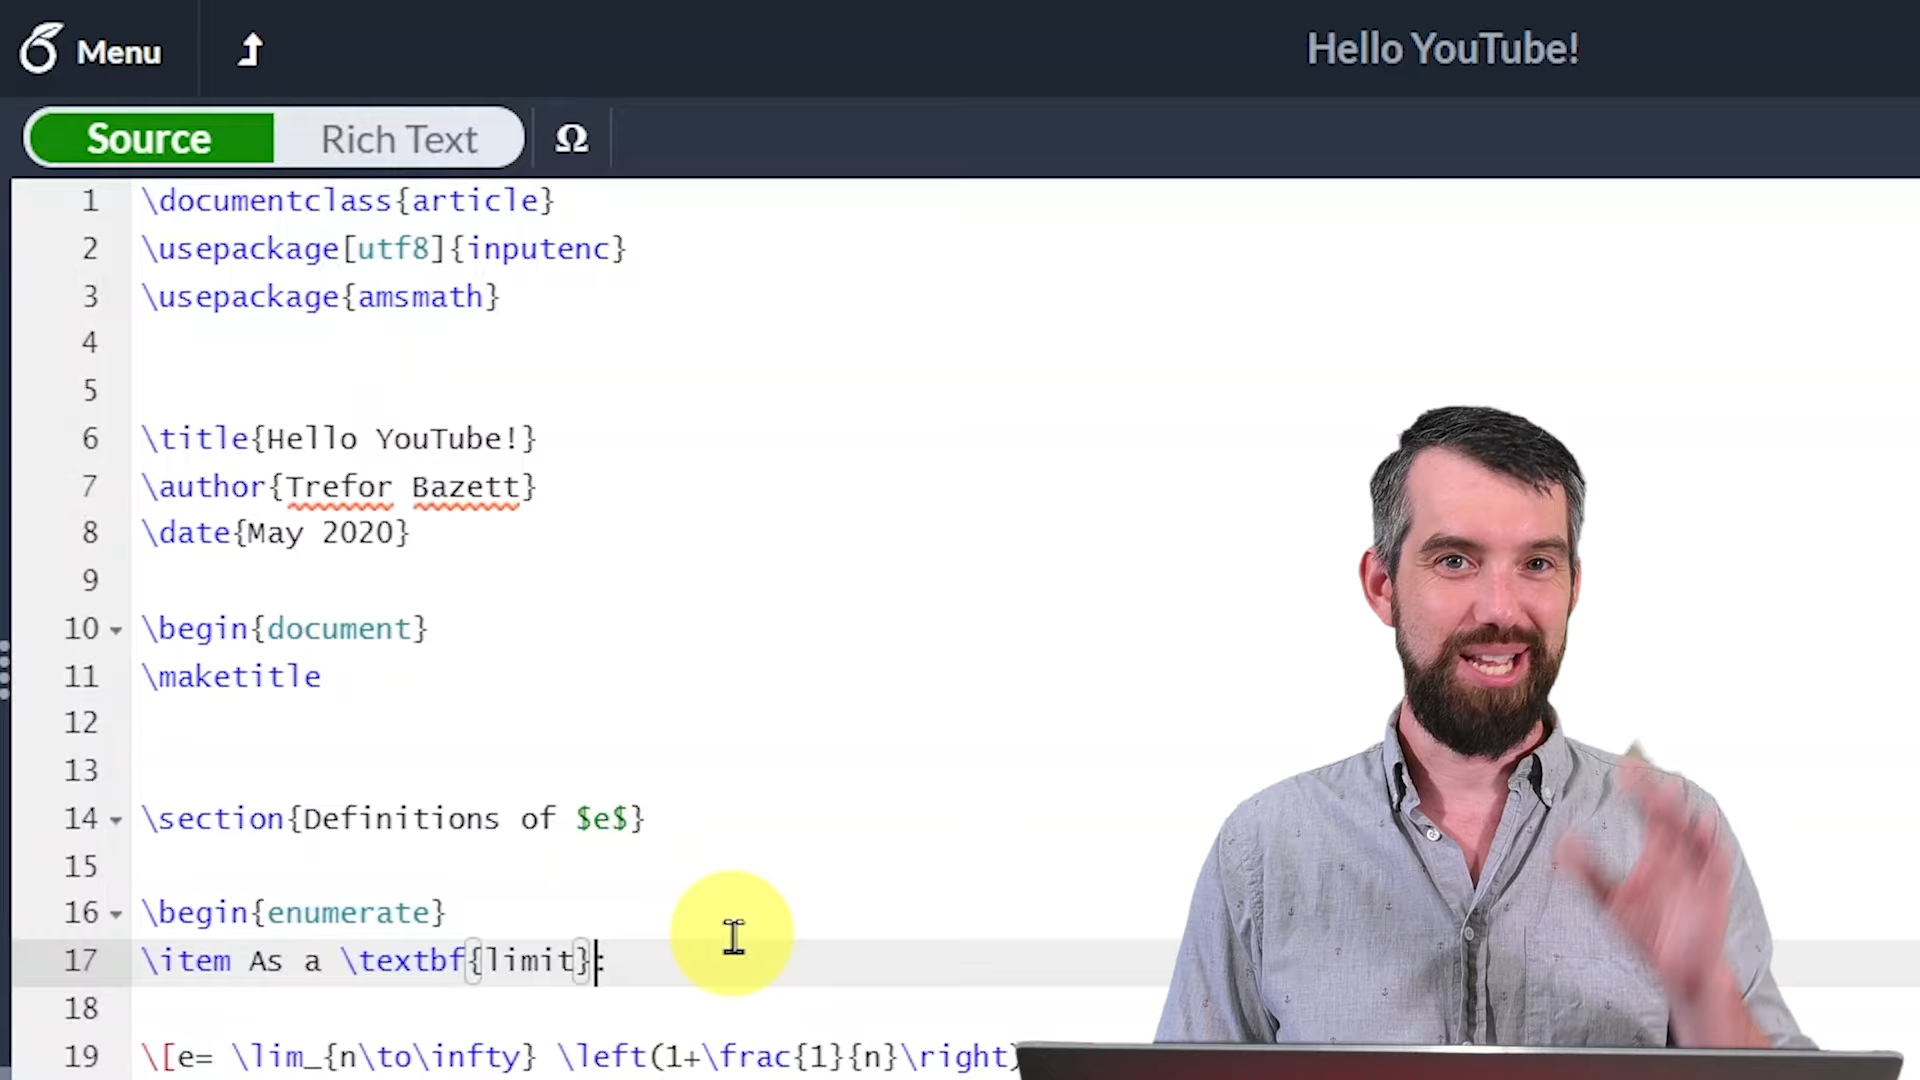 Menu
Hello YouTube!
Source
Rich Text
Ω
1 \documentclass{article}
2 \usepackage[utf8]{inputenc}
3 \usepackage{amsmath}
4
5
6 \title{Hello YouTube!}
7 \author{Trefor Bazett}
8 \date{May 2020}
9
10 \begin{document}
11 \maketitle
12
13
14 \section{Definitions of $e$}
15
16 \begin{enumerate}
17 \item As a \textbf{limit}:
18
19 \[e= \lim_{n\to\infty} \left(1+\frac{1}{n}\right)